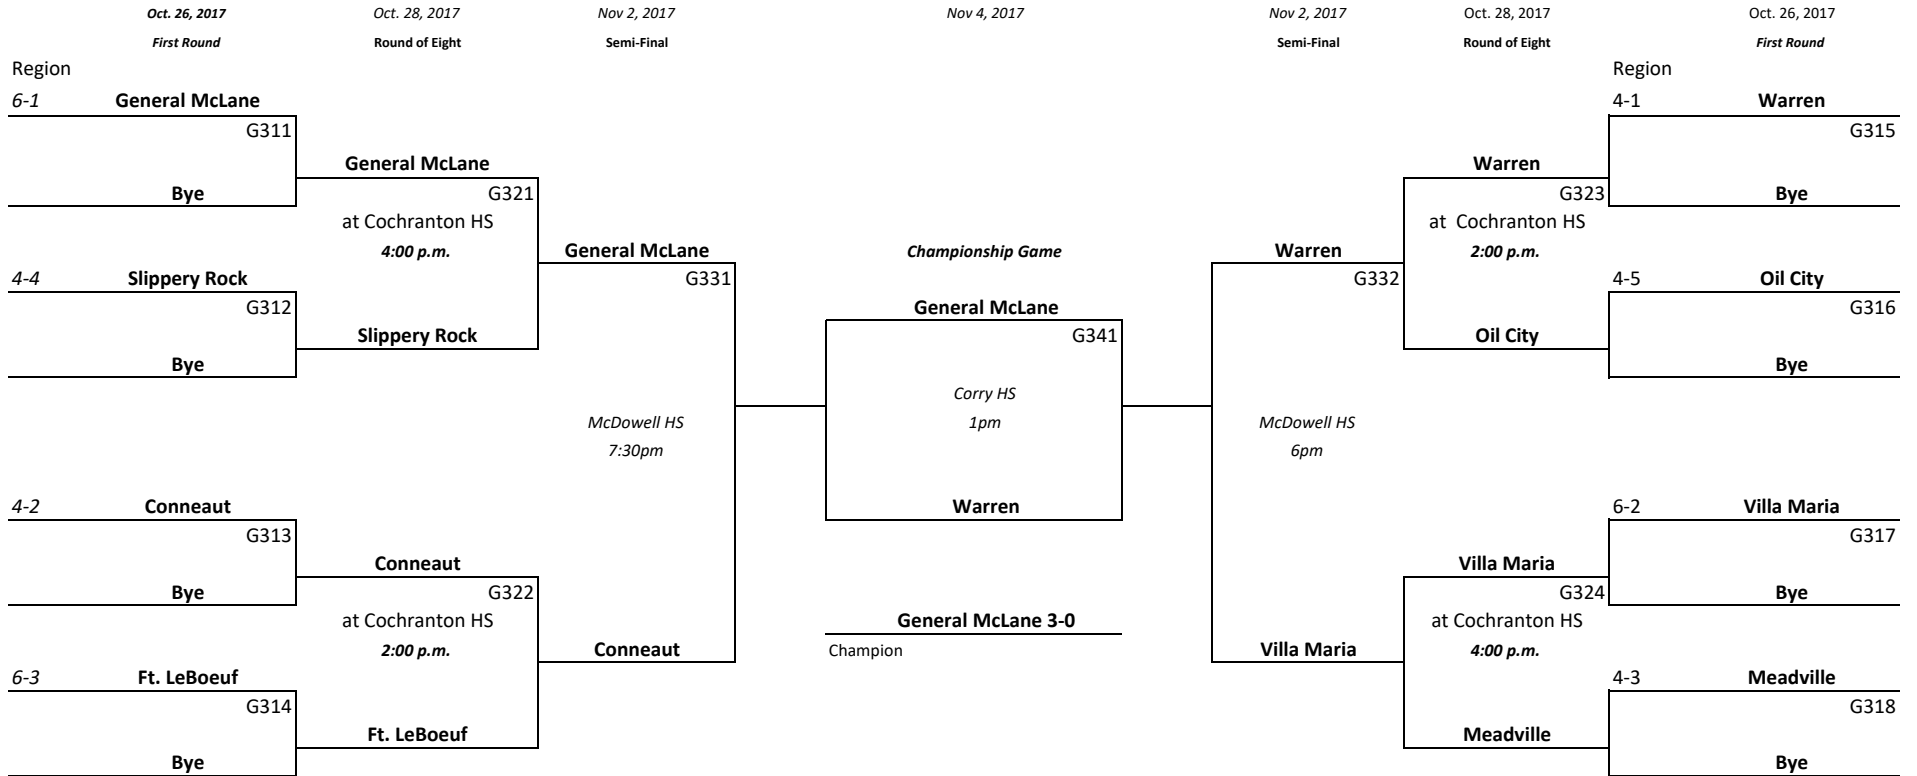 Oct. 26, 2017 Oct. 28, 2017 Nov 2, 2017 Nov 4, 2017 Nov 2, 2017 Oct. 28, 2017 Oct. 26, 2017
First Round Round of Eight Semi-Final Semi-Final Round of Eight First Round
Region Region
6-1 General McLane 4-1 Warren
G311 G315
General McLane Warren
Bye G321 G323 Bye
at Cochranton HS at Cochranton HS
4:00 p.m. General McLane Championship Game Warren 2:00 p.m.
4-4 Slippery Rock G331 G332 4-5 Oil City
G312 General McLane G316
Slippery Rock G341 Oil City
Bye Bye
Corry HS
McDowell HS 1pm McDowell HS
7:30pm 6pm
4-2 Conneaut Warren 6-2 Villa Maria
G313 G317
Conneaut Villa Maria
Bye G322 G324 Bye
at Cochranton HS General McLane 3-0 at Cochranton HS
2:00 p.m. Conneaut Champion Villa Maria 4:00 p.m.
6-3 Ft. LeBoeuf 4-3 Meadville
G314 G318
Ft. LeBoeuf Meadville
Bye Bye